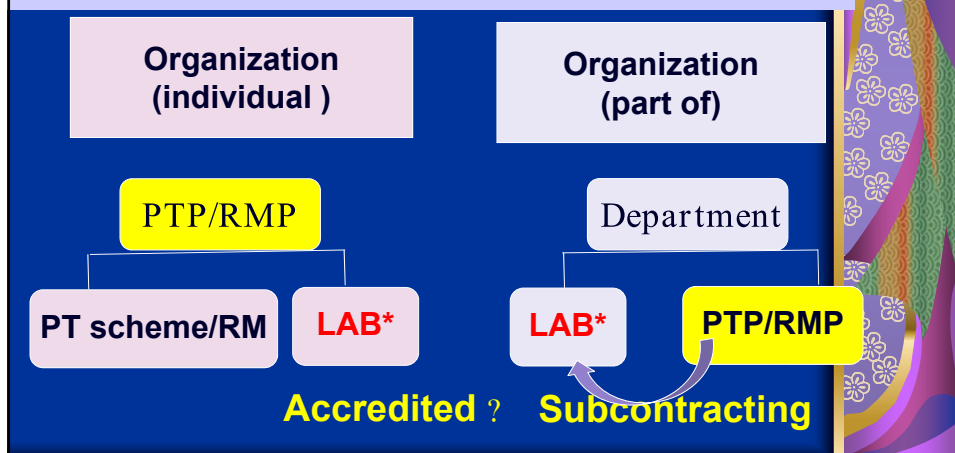 Organization
(individual )
Organization
(part of)
PTP/RMP
Department
PT scheme/RM
LAB*
LAB*
PTP/RMP
Accredited ?
Subcontracting